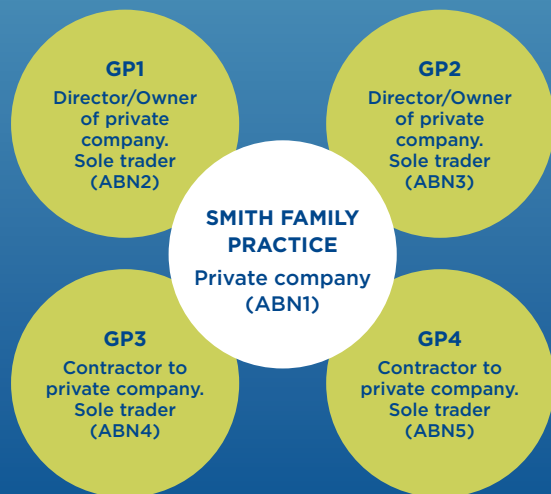 GP1
Director/Owner
of private
company.
Sole trader
(ABN2)
GP2
Director/Owner
of private
company.
Sole trader
(ABN3)
SMITH FAMILY
PRACTICE
Private company
(ABN1)
GP3
Contractor to
private company.
Sole trader
(ABN4)
GP4
Contractor to
private company.
Sole trader
(ABN5)